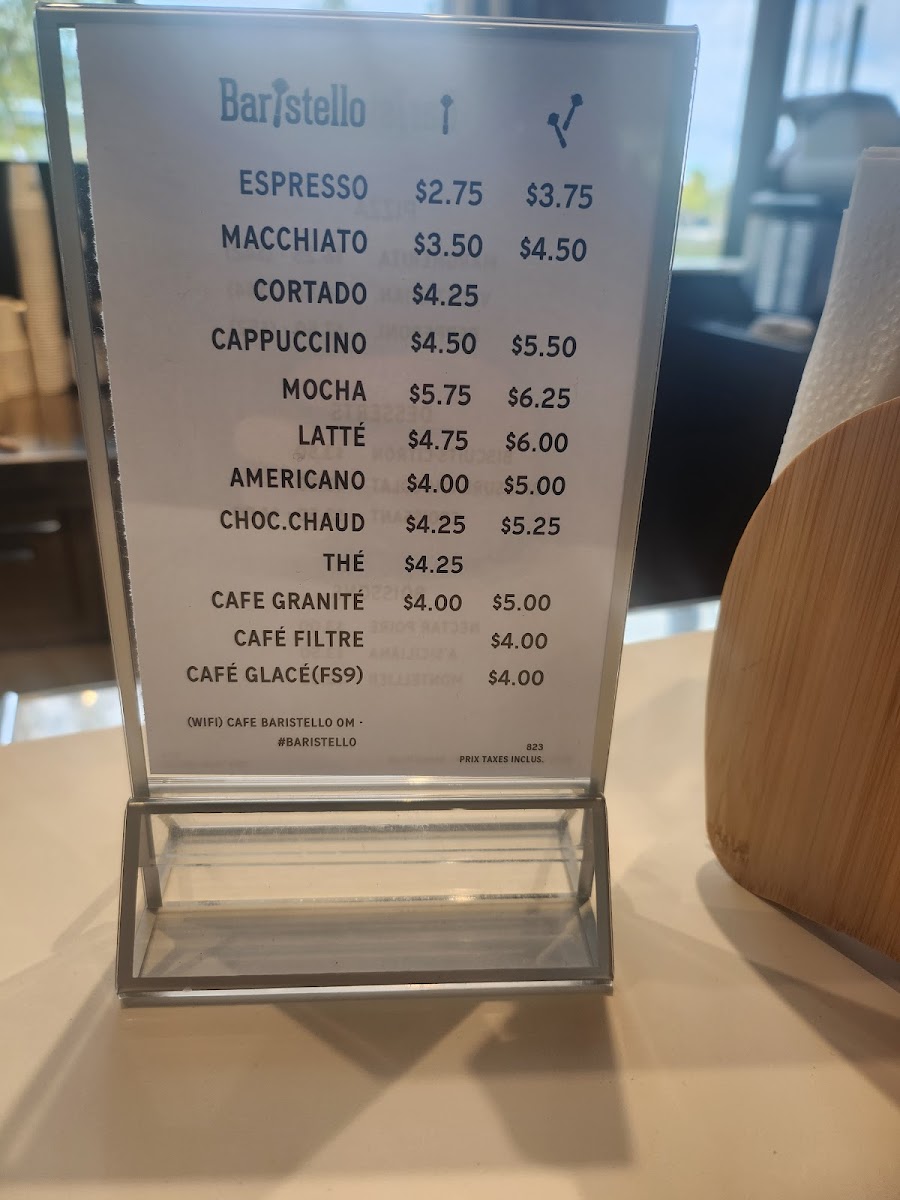 Baristello
ESPRESSO $2.75 $3.75
MACCHIATO $3.50 $4.50
CORTADO $4.25
CAPPUCCINO $4.50 $5.50
MOCHA $5.75 $6.25
LATTÉ $4.75 $6.00
AMERICANO $4.00 $5.00
CHOC.CHAUD $4.25 $5.25
THÉ $4.25
CAFE GRANITÉ $4.00 $5.00
CAFÉ FILTRE $4.00
CAFÉ GLACÉ(FS9) $4.00
(WIFI) CAFE BARISTELLO OM -
#BARISTELLO
823
PRIX TAXES INCLUS.